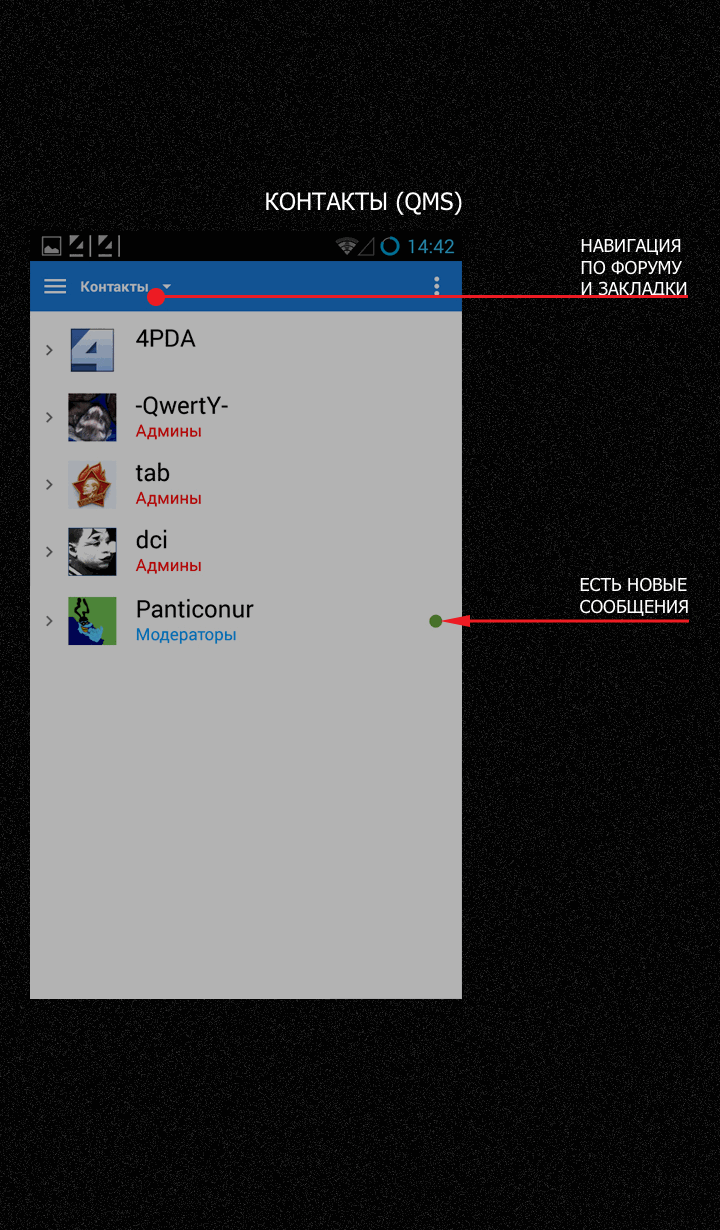 КОНТАКТЫ (QMS)
14:42
НАВИГАЦИЯ
ПО ФОРУМУ
И ЗАКЛАДКИ
Контакты
4
4PDA
-QwertY-
Админы
tab
Админы
dci
Админы
ЕСТЬ НОВЫЕ
СООБЩЕНИЯ
Panticonur
Модераторы